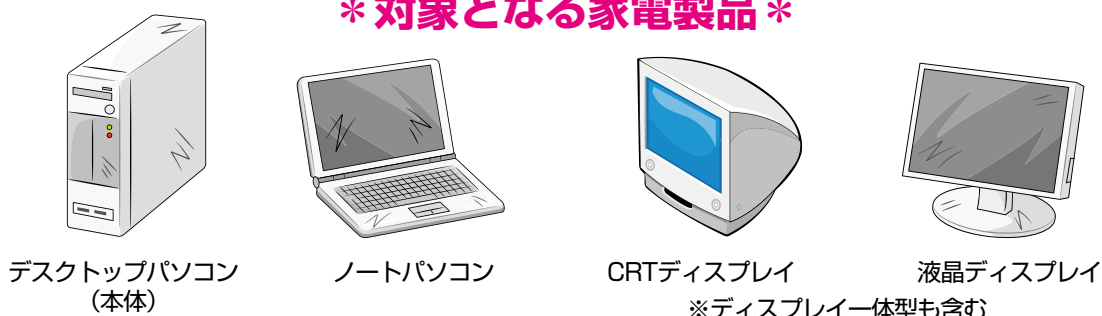 ＊対象となる家電製品＊
デスクトップパソコン
（本体）
ノートパソコン
CRTディスプレイ
液晶ディスプレイ
※ディスプレイ一体型も含む